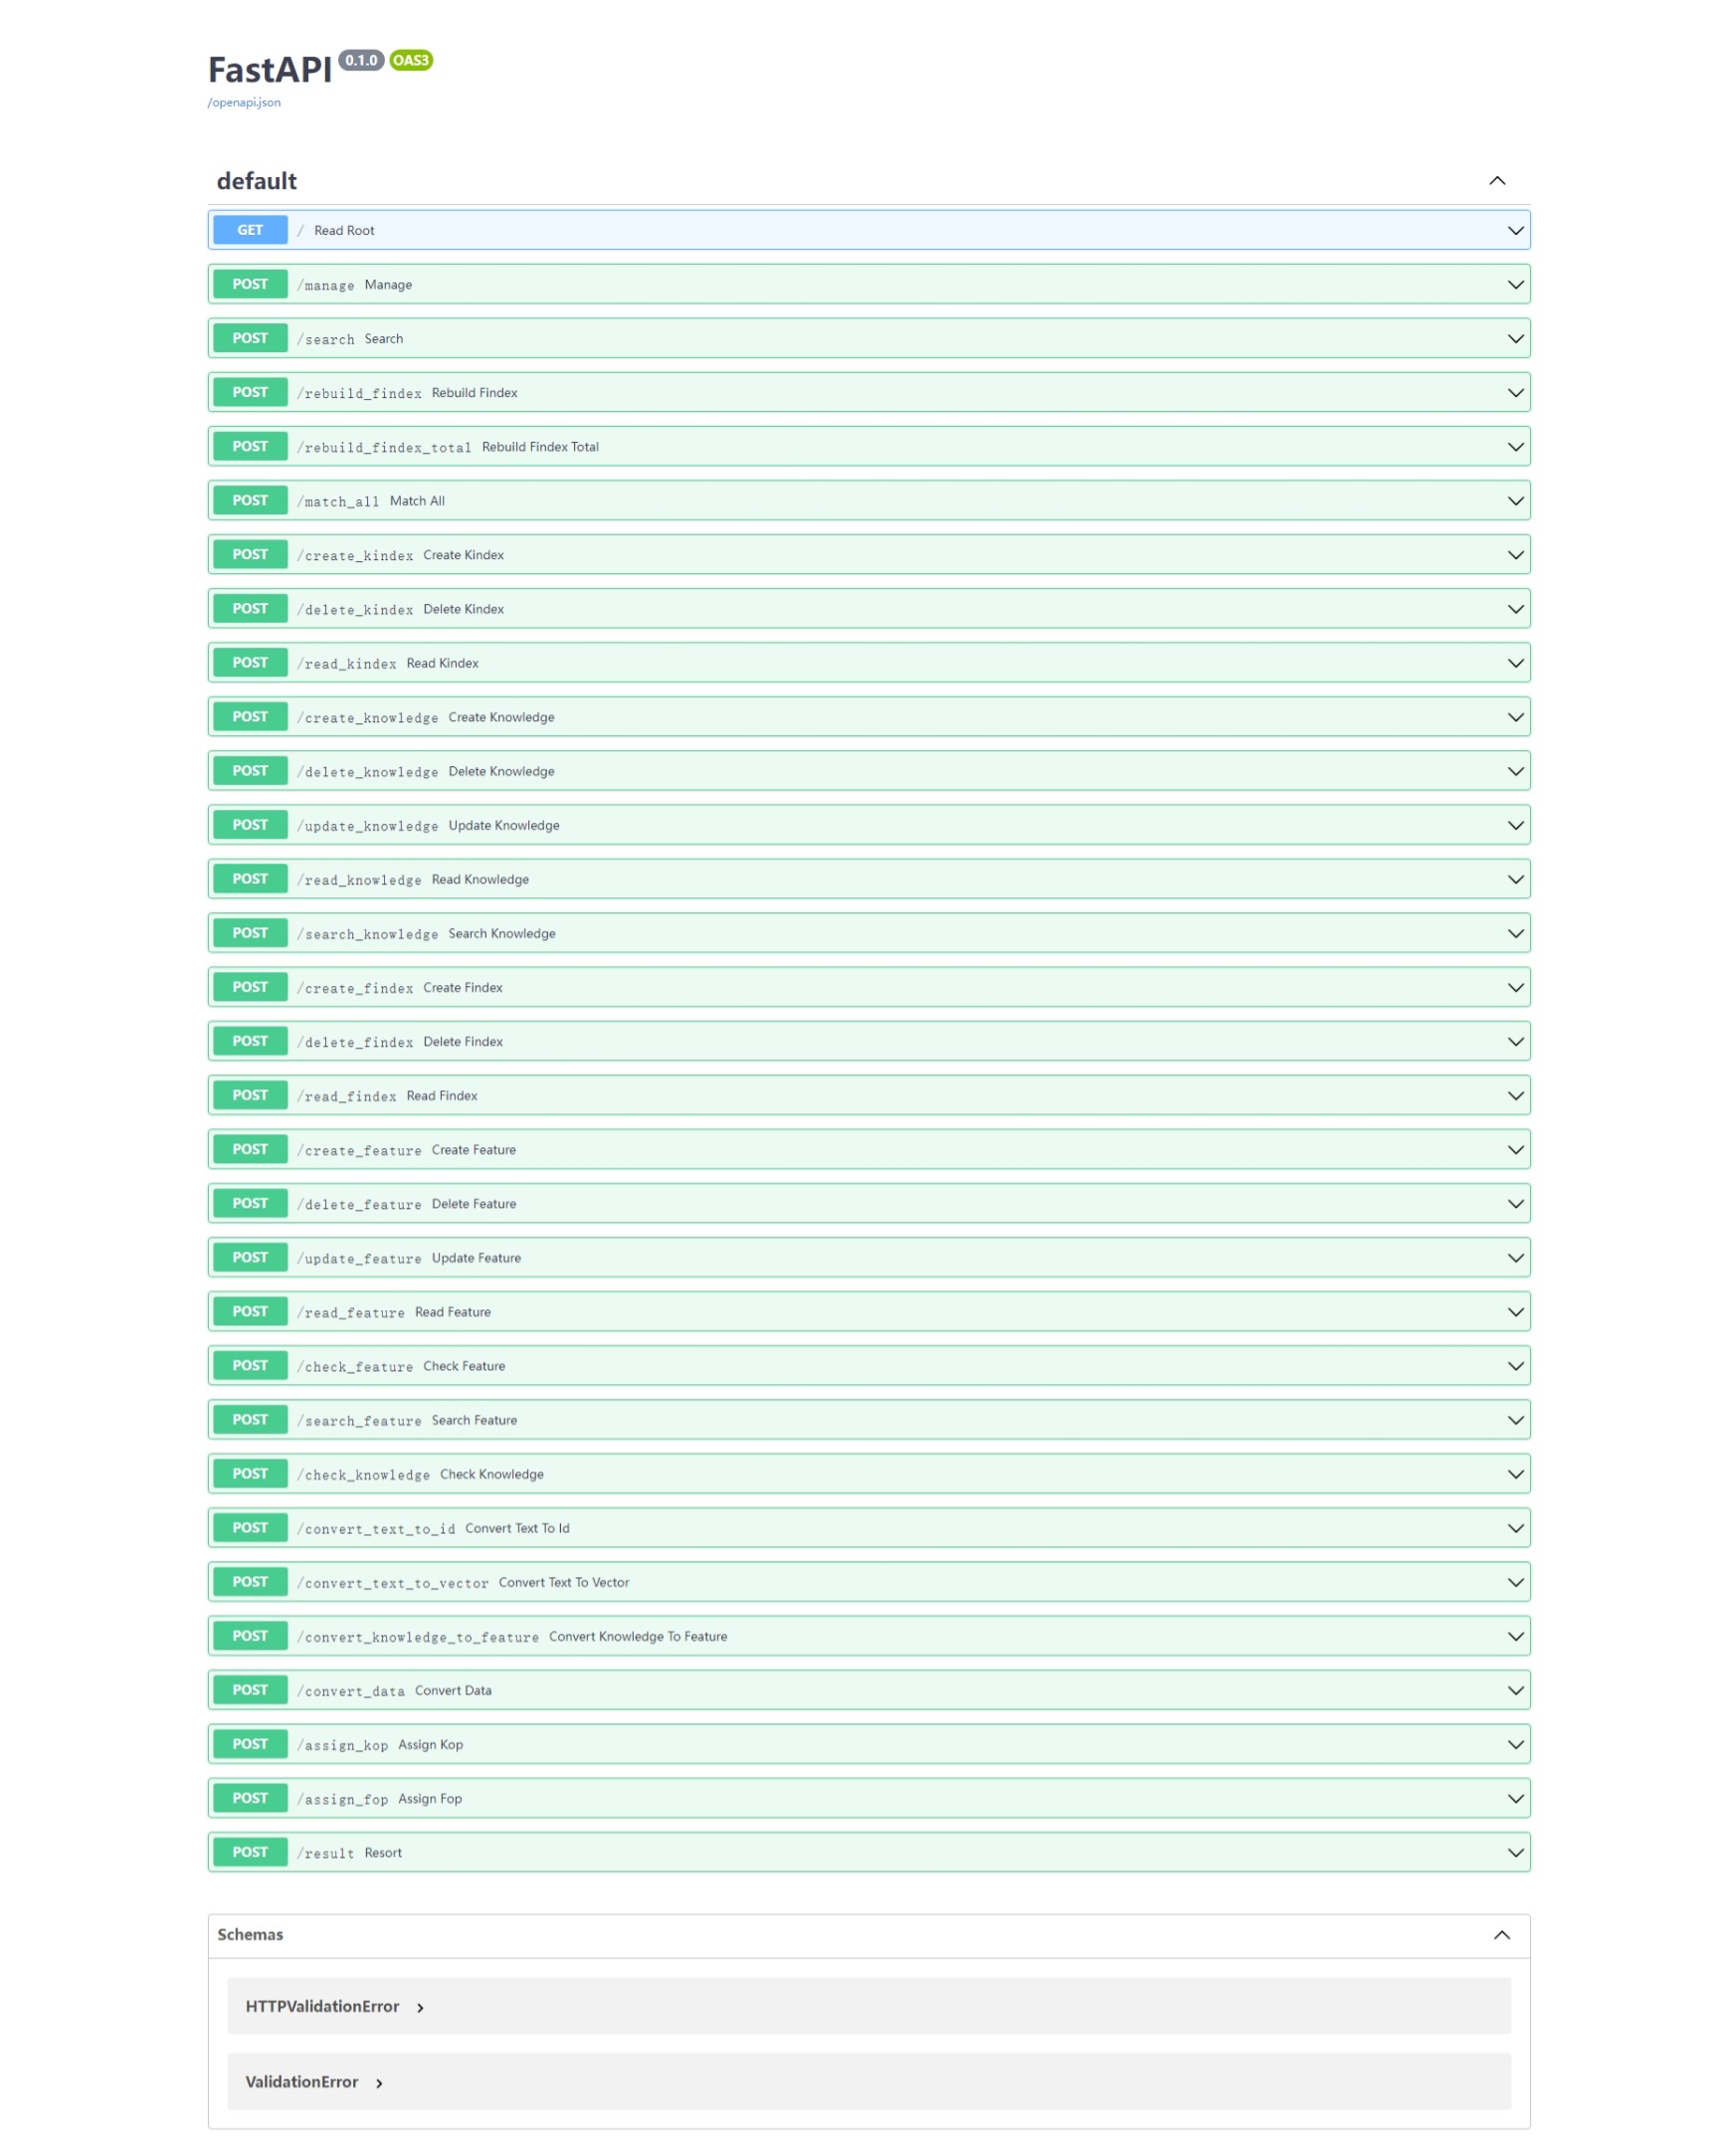 FastAPI 0.1.0 OAS3
/openapi.json
default
GET / Read Root
POST /manage Manage
POST /search Search
POST /rebuild_findex Rebuild Findex
POST /rebuild_findex_total Rebuild Findex Total
POST /match_all Match All
POST /create_kindex Create Kindex
POST /delete_kindex Delete Kindex
POST /read_kindex Read Kindex
POST /create_knowledge Create Knowledge
POST /delete_knowledge Delete Knowledge
POST /update_knowledge Update Knowledge
POST /read_knowledge Read Knowledge
POST /search_knowledge Search Knowledge
POST /create_findex Create Findex
POST /delete_findex Delete Findex
POST /read_findex Read Findex
POST /create_feature Create Feature
POST /delete_feature Delete Feature
POST /update_feature Update Feature
POST /read_feature Read Feature
POST /check_feature Check Feature
POST /search_feature Search Feature
POST /check_knowledge Check Knowledge
POST /convert_text_to_id Convert Text To Id
POST /convert_text_to_vector Convert Text To Vector
POST /convert_knowledge_to_feature Convert Knowledge To Feature
POST /convert_data Convert Data
POST /assign_kop Assign Kop
POST /assign_fop Assign Fop
POST /result Resort
Schemas
HTTPValidationError
ValidationError